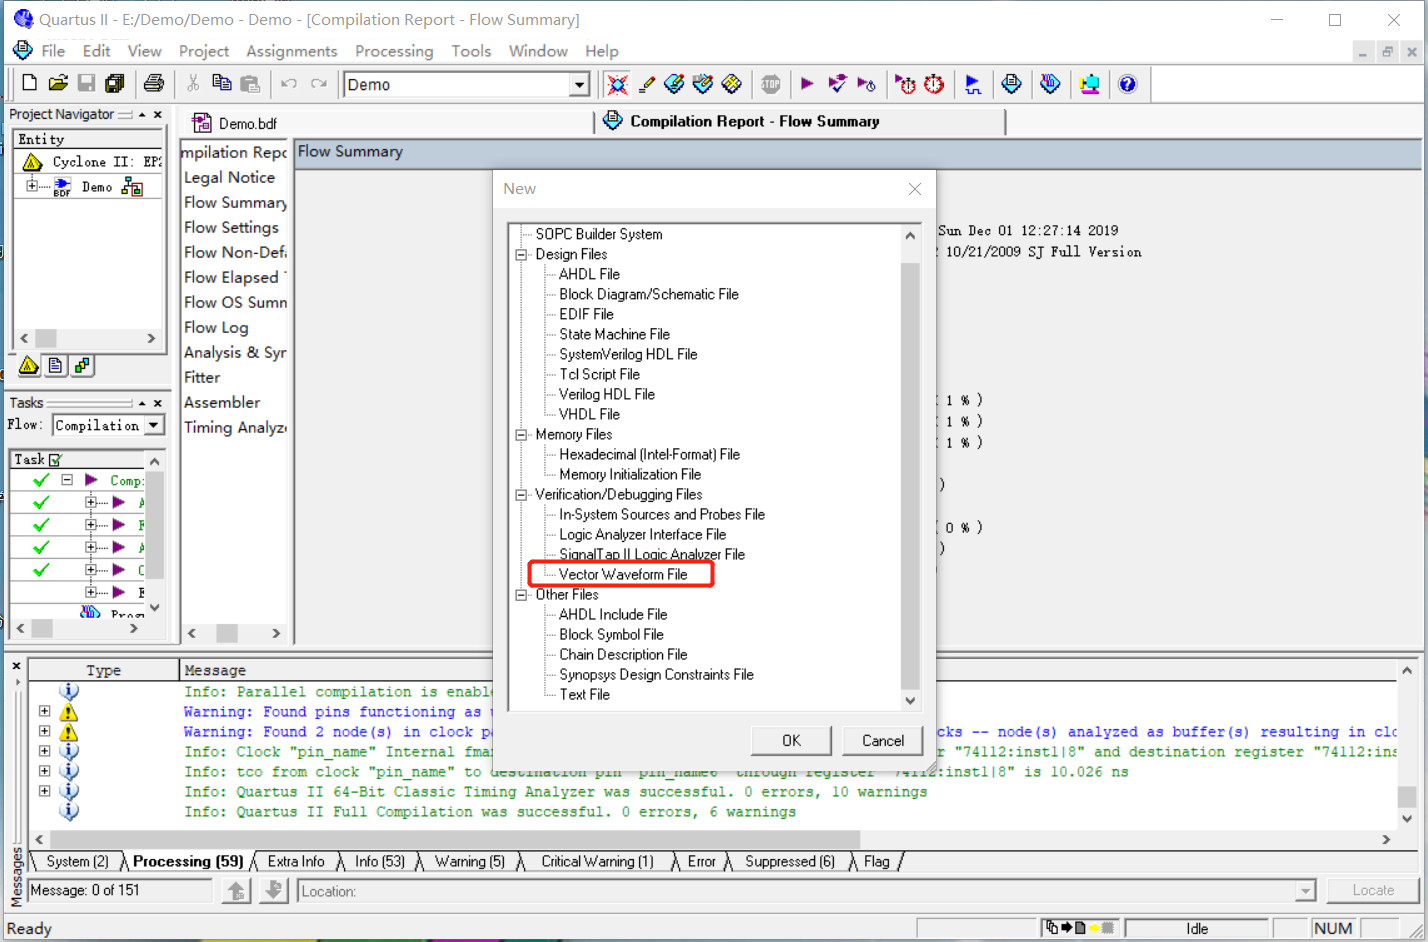 Quartus II - E:/Demo/Demo - Demo - [Compilation Report - Flow Summary]
File Edit View Project Assignments Processing Tools Window Help
Demo
STOP
Project Navigator
Entity
Cyclone II: EP2
BDF Demo
Demo.bdf
Compilation Report - Flow Summary
mpilation Repo
Legal Notice
Flow Summary
Flow Settings
Flow Non-Defa
Flow Elapsed
Flow OS Summ
Flow Log
Analysis & Syn
Fitter
Assembler
Timing Analyze
Flow Summary
Sun Dec 01 12:27:14 2019
10/21/2009 SJ Full Version
1 % )
1 % )
1 % )
)
0 % )
)
Tasks
Flow: Compilation
Task
Comp:
Prog
New
SOPC Builder System
Design Files
AHDL File
Block Diagram/Schematic File
EDIF File
State Machine File
SystemVerilog HDL File
Tcl Script File
Verilog HDL File
VHDL File
Memory Files
Hexadecimal (Intel-Format) File
Memory Initialization File
Verification/Debugging Files
In-System Sources and Probes File
Logic Analyzer Interface File
SignalTap II Logic Analyzer File
Vector Waveform File
Other Files
AHDL Include File
Block Symbol File
Chain Description File
Synopsys Design Constraints File
Text File
OK Cancel
Type Message
Info: Parallel compilation is enabl
Warning: Found pins functioning as
Warning: Found 2 node(s) in clock pa cks -- node(s) analyzed as buffer(s) resulting in clo
Info: Clock "pin_name" Internal fmax r "74112:inst1|8" and destination register "74112:ins
Info: tco from clock "pin_name" to destination pin "pin_name6" through register "74112:inst1|8" is 10.026 ns
Info: Quartus II 64-Bit Classic Timing Analyzer was successful. 0 errors, 10 warnings
Info: Quartus II Full Compilation was successful. 0 errors, 6 warnings
System (2) Processing (59) Extra Info Info (53) Warning (5) Critical Warning (1) Error Suppressed (6) Flag
Messages
Message: 0 of 151 Location: Locate
Ready Idle NUM